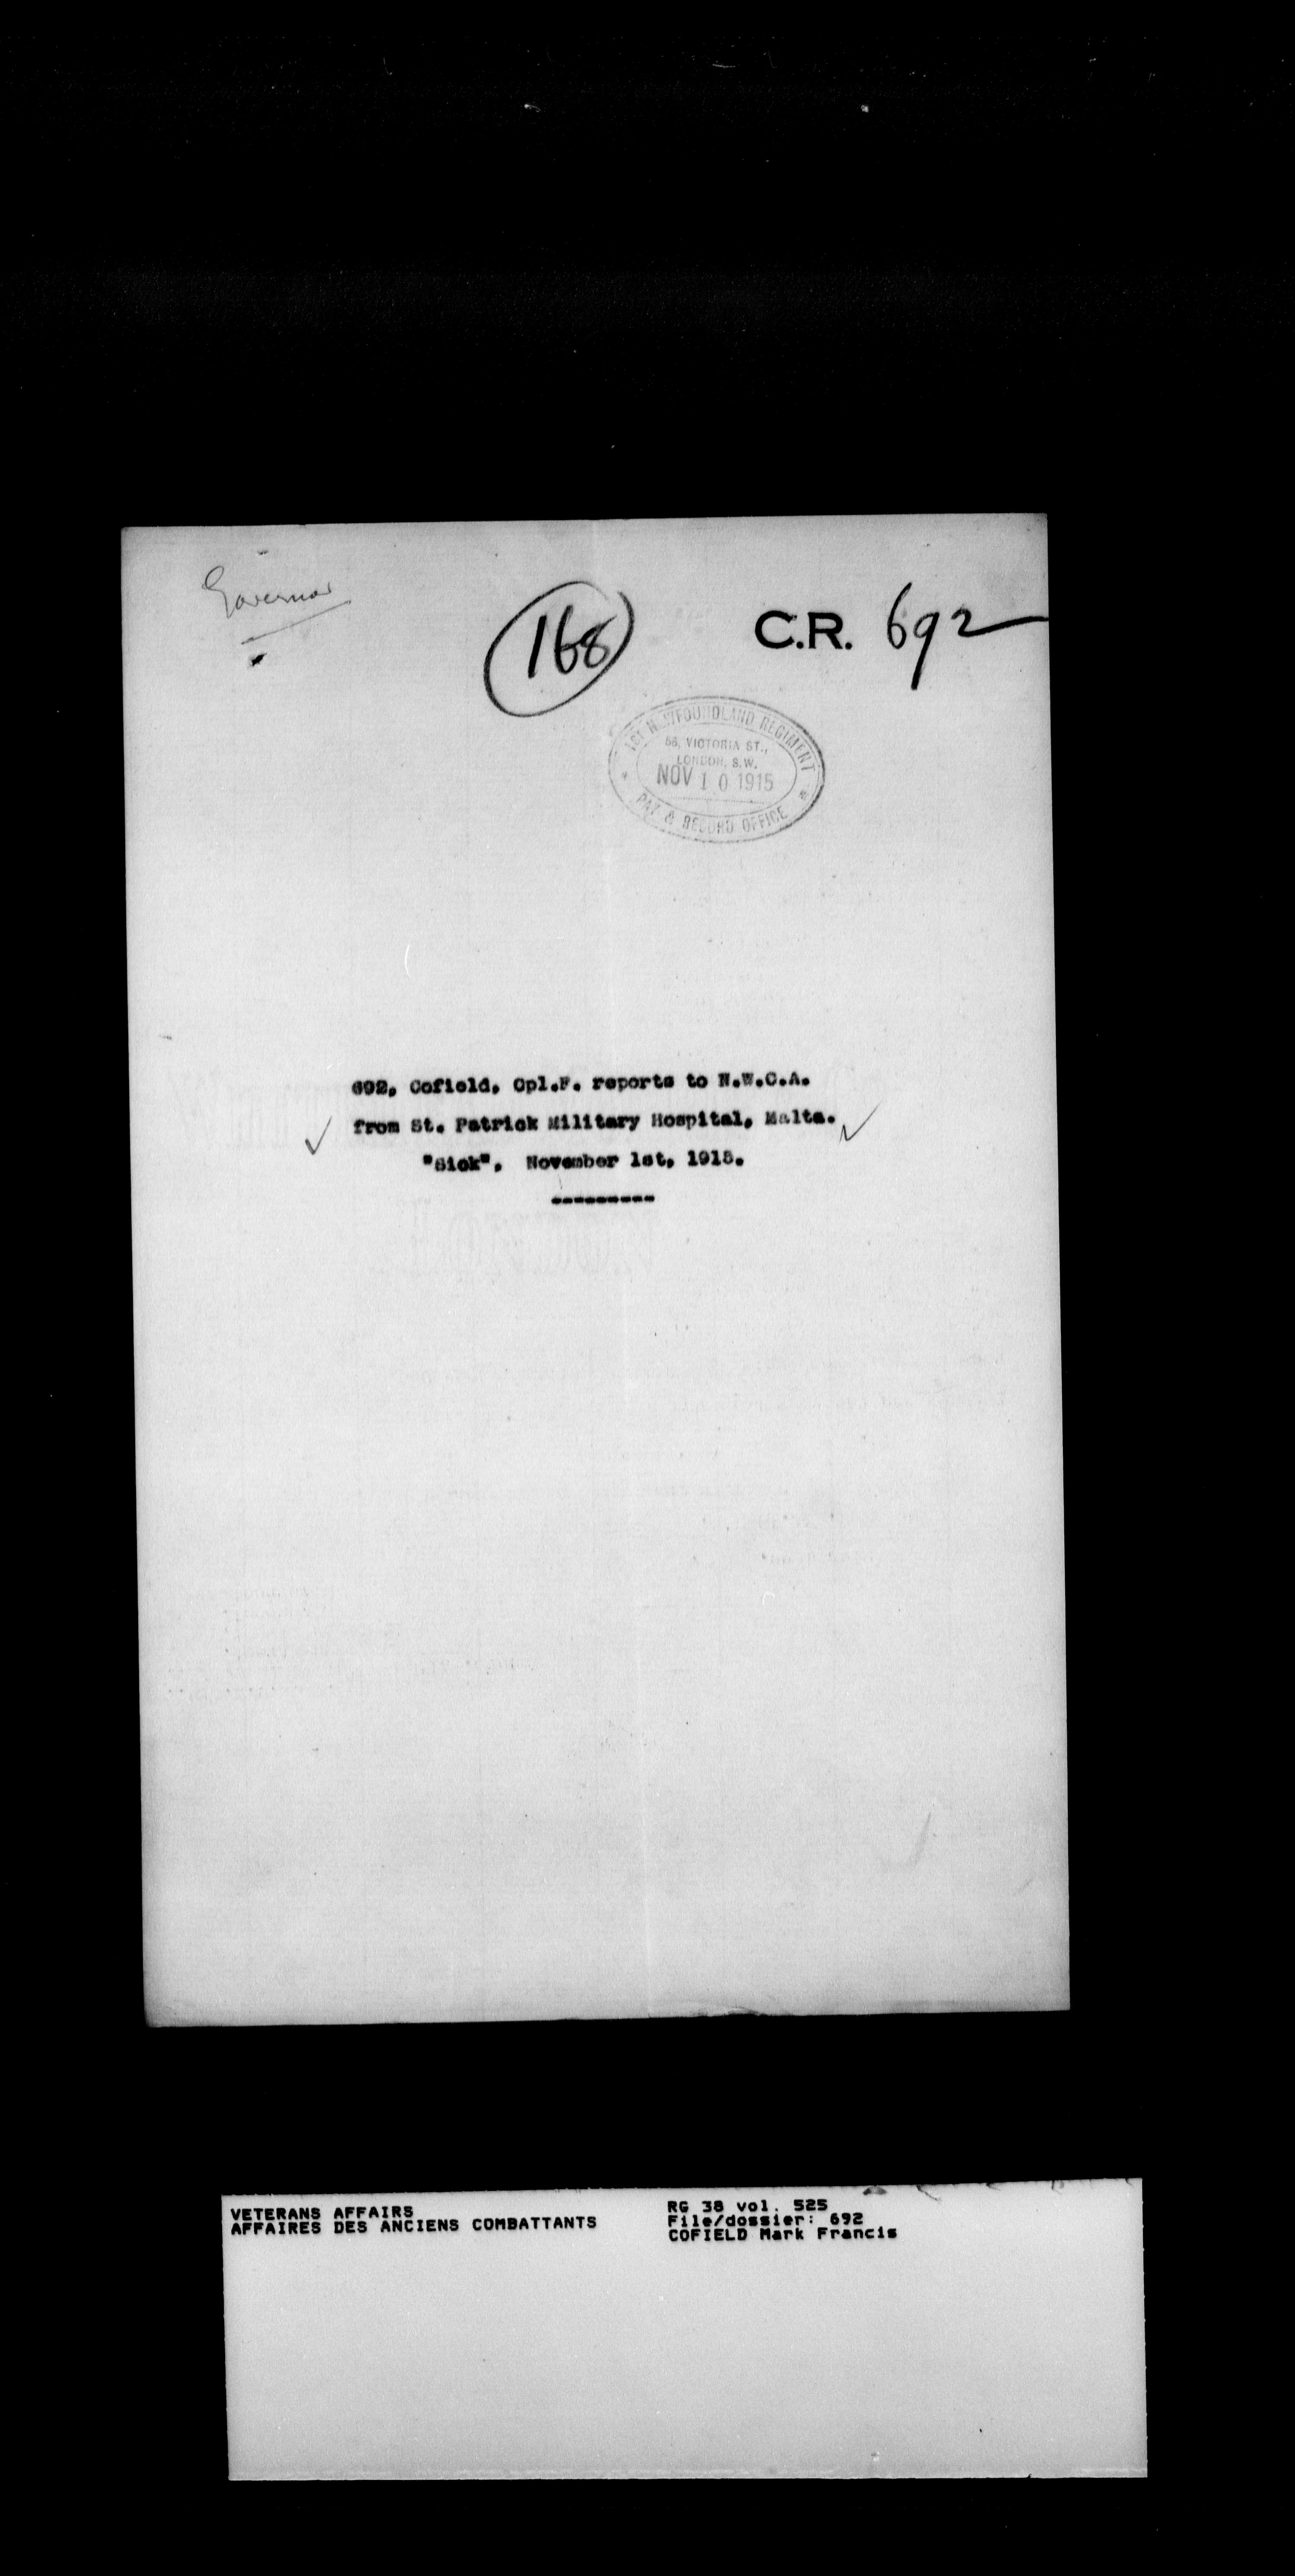 Governor
168
C.R. 692
1ST NEWFOUNDLAND REGIMENT
58, VICTORIA ST.,
LONDON, S.W.
NOV 10 1915
PAY & RECORD OFFICE
692, Cofield, Cpl.F. reports to N.W.C.A.
from St. Patrick Military Hospital, Malta.
"Sick", November 1st, 1915.
---------
VETERANS AFFAIRS
AFFAIRES DES ANCIENS COMBATTANTS
RG 38 vol. 525
File/dossier: 692
COFIELD Mark Francis